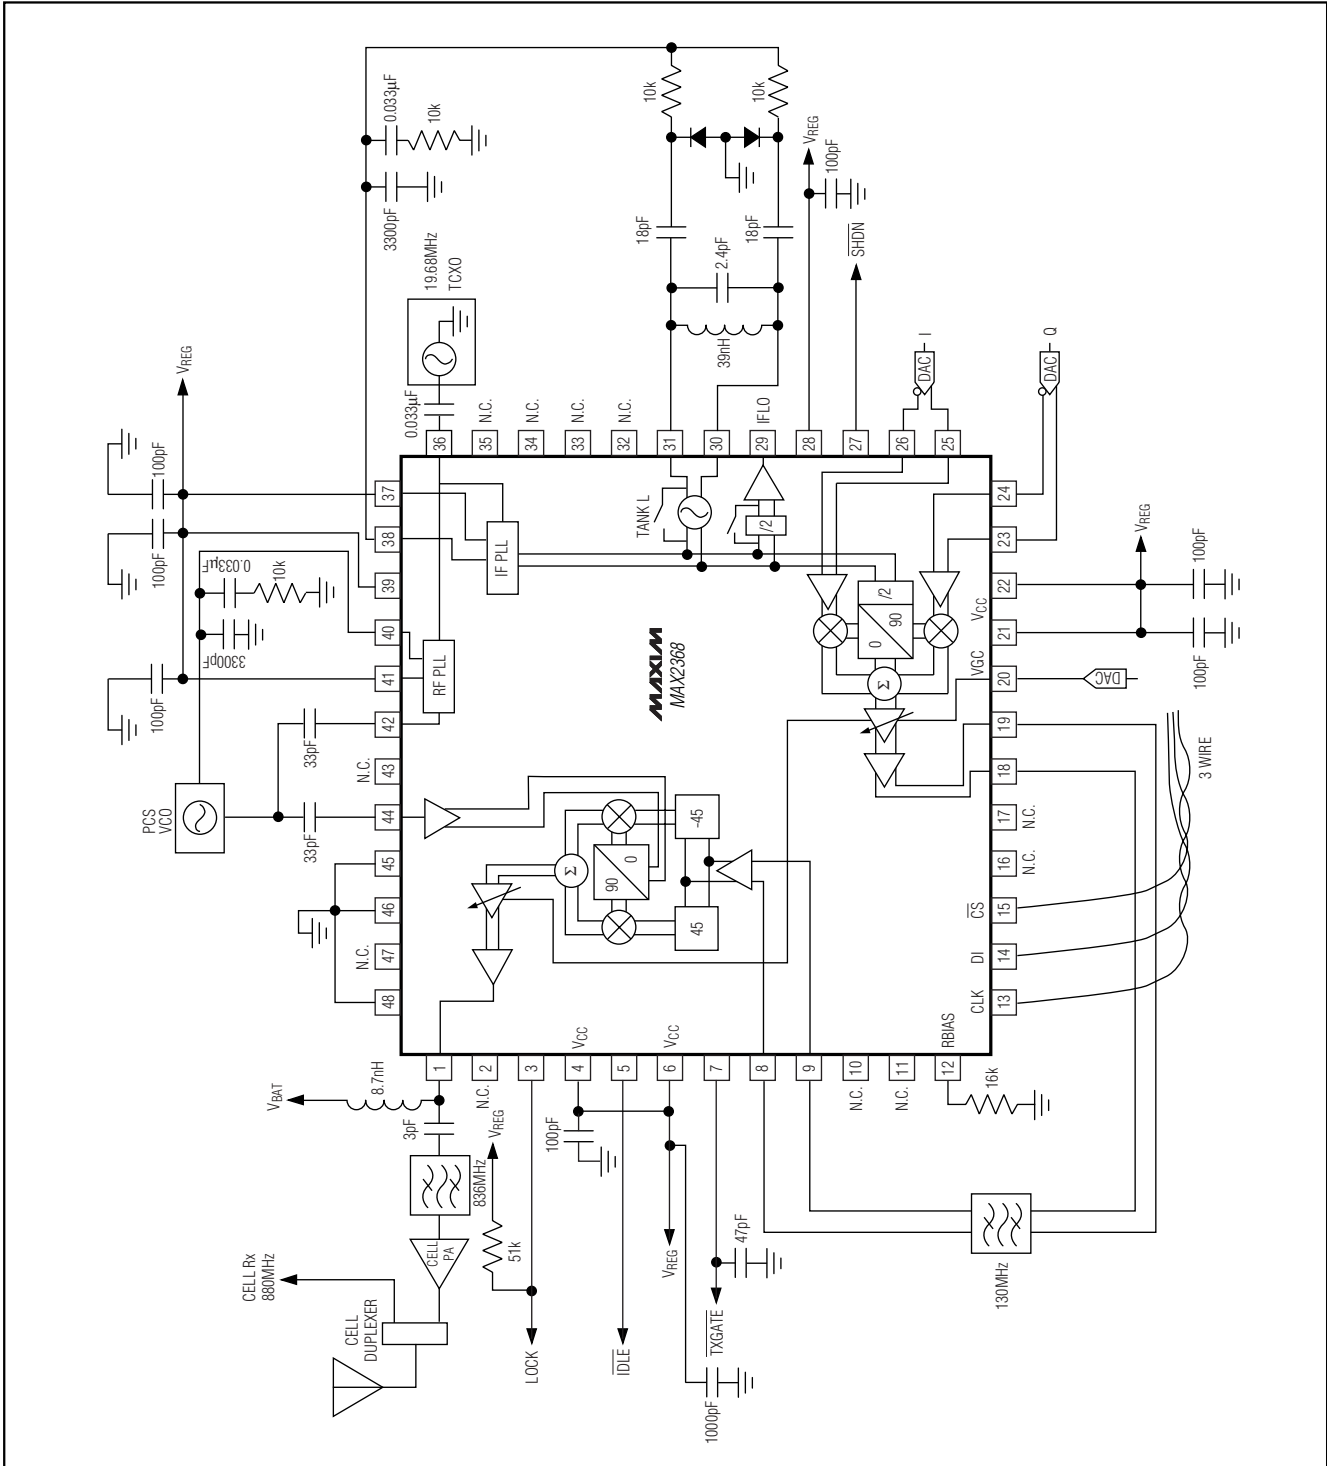 VBAT
8.7nH
3pF
CELL Rx
880MHz
CELL
DUPLEXER
CELL
PA
836MHz
VREG
51k
LOCK
IDLE
100pF
VREG
TXGATE
47pF
1000pF
16k
130MHz
1
2
N.C.
3
4
VCC
5
6
VCC
7
8
9
10
N.C.
11
N.C.
12
RBIAS
13
CLK
14
DI
15
CS
3 WIRE
16
N.C.
17
N.C.
18
19
20
VGC
DAC
21
VCC
22
VREG
100pF
100pF
23
24
DAC
Q
25
26
DAC
I
27
SHDN
28
VREG
100pF
29
IFLO
30
31
32
N.C.
33
N.C.
34
N.C.
35
N.C.
36
39nH
2.4pF
18pF
18pF
10k
10k
0.033µF
19.68MHz
TCXO
3300pF
0.033µF
10k
37
38
39
40
41
42
43
N.C.
44
45
46
47
N.C.
48
VREG
100pF
100pF
0.033µF
10k
3300pF
100pF
33pF
33pF
PCS
VCO
MAXIM
MAX2368
IF PLL
RF PLL
TANK L
/2
/2
90
0
Σ
Σ
90
0
45
-45